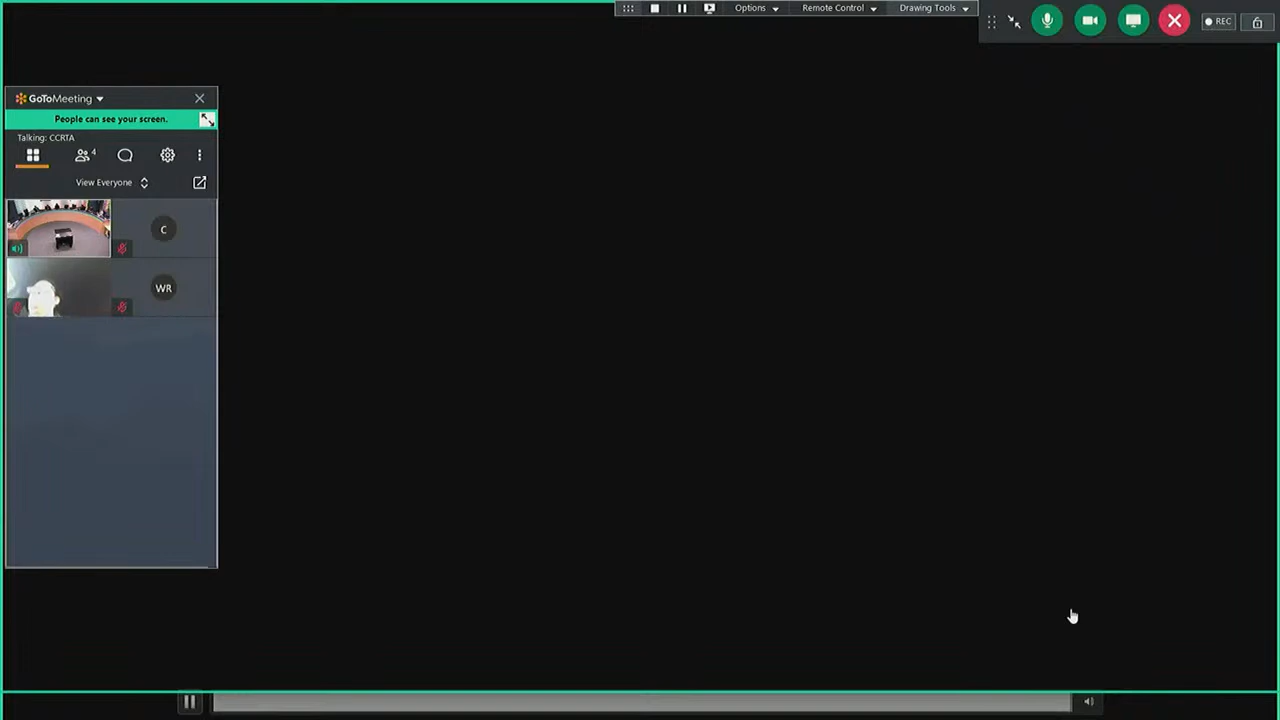 Options
Remote Control
Drawing Tools
REC
GoToMeeting
People can see your screen.
Talking: CCRTA
4
View Everyone
C
WR